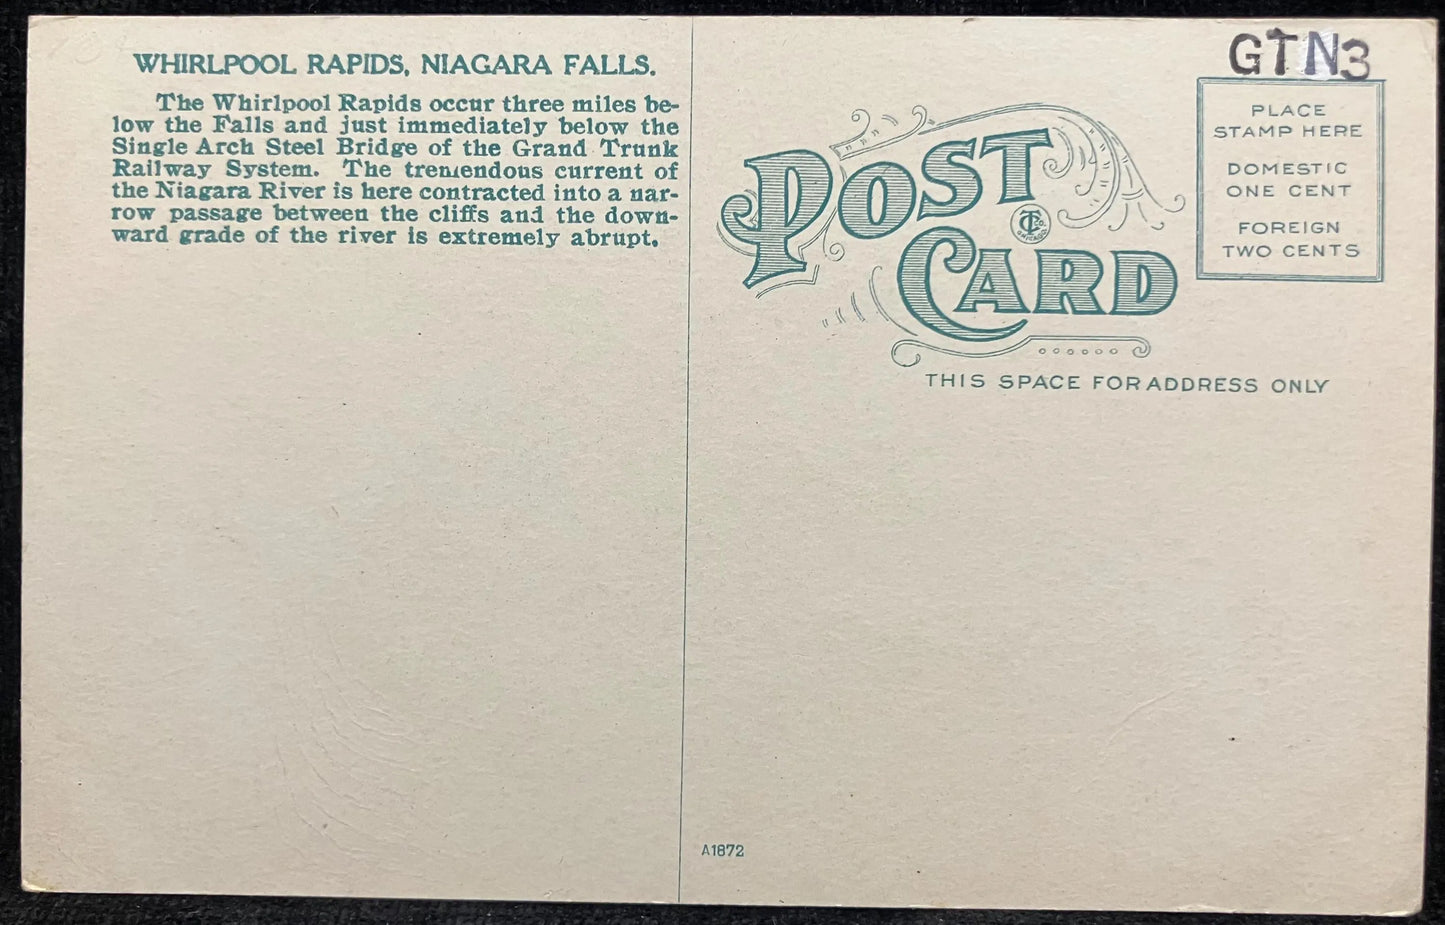 WHIRLPOOL RAPIDS, NIAGARA FALLS.
The Whirlpool Rapids occur three miles be-
low the Falls and just immediately below the
Single Arch Steel Bridge of the Grand Trunk
Railway System. The tremendous current of
the Niagara River is here contracted into a nar-
row passage between the cliffs and the down-
ward grade of the river is extremely abrupt.
GTN3
PLACE
STAMP HERE
DOMESTIC
ONE CENT
FOREIGN
TWO CENTS
POST
CARD
CT CO
CHICAGO
THIS SPACE FOR ADDRESS ONLY
A1872